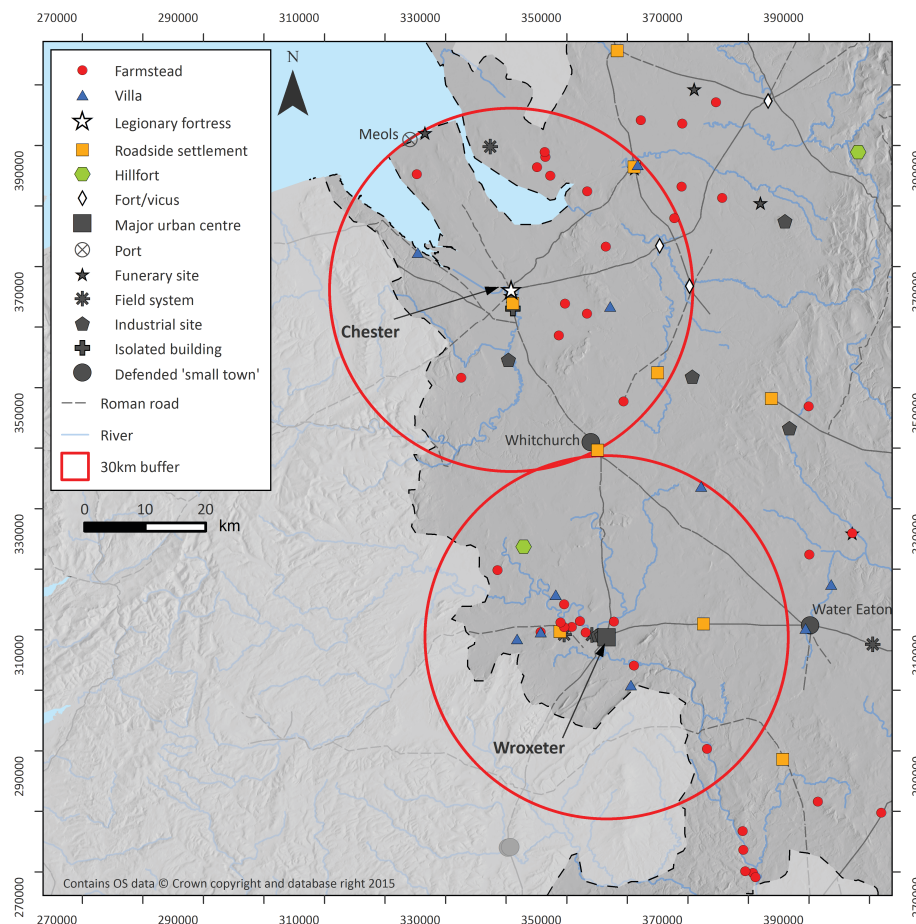 270000 290000 310000 330000 350000 370000 390000
N
Farmstead
Villa
Legionary fortress
Roadside settlement
Hillfort
Fort/vicus
Major urban centre
Port
Funerary site
Field system
Industrial site
Isolated building
Defended 'small town'
Roman road
River
30km buffer
0 10 20 km
Meols
Chester
Whitchurch
Water Eaton
Wroxeter
390000
370000
350000
330000
310000
290000
270000
Contains OS data © Crown copyright and database right 2015
270000 290000 310000 330000 350000 370000 390000